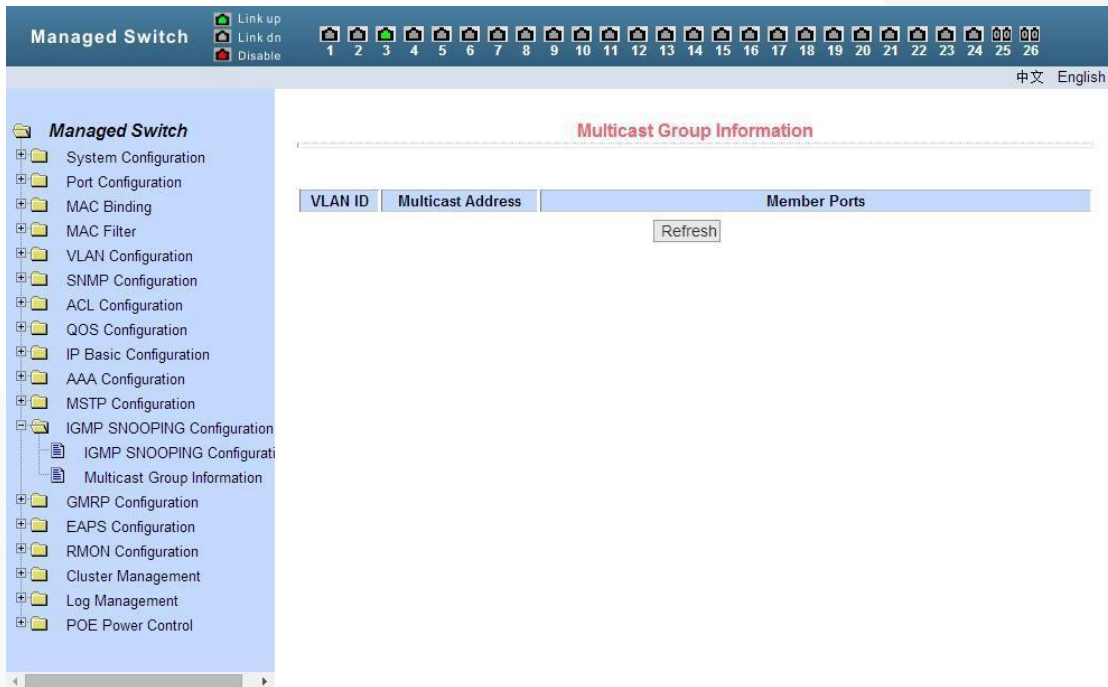 Managed Switch
Link up
Link dn
Disable
1 2 3 4 5 6 7 8 9 10 11 12 13 14 15 16 17 18 19 20 21 22 23 24 25 26
中文 English
Managed Switch
System Configuration
Port Configuration
MAC Binding
MAC Filter
VLAN Configuration
SNMP Configuration
ACL Configuration
QOS Configuration
IP Basic Configuration
AAA Configuration
MSTP Configuration
IGMP SNOOPING Configuration
IGMP SNOOPING Configurati
Multicast Group Information
GMRP Configuration
EAPS Configuration
RMON Configuration
Cluster Management
Log Management
POE Power Control
Multicast Group Information
VLAN ID Multicast Address Member Ports
Refresh